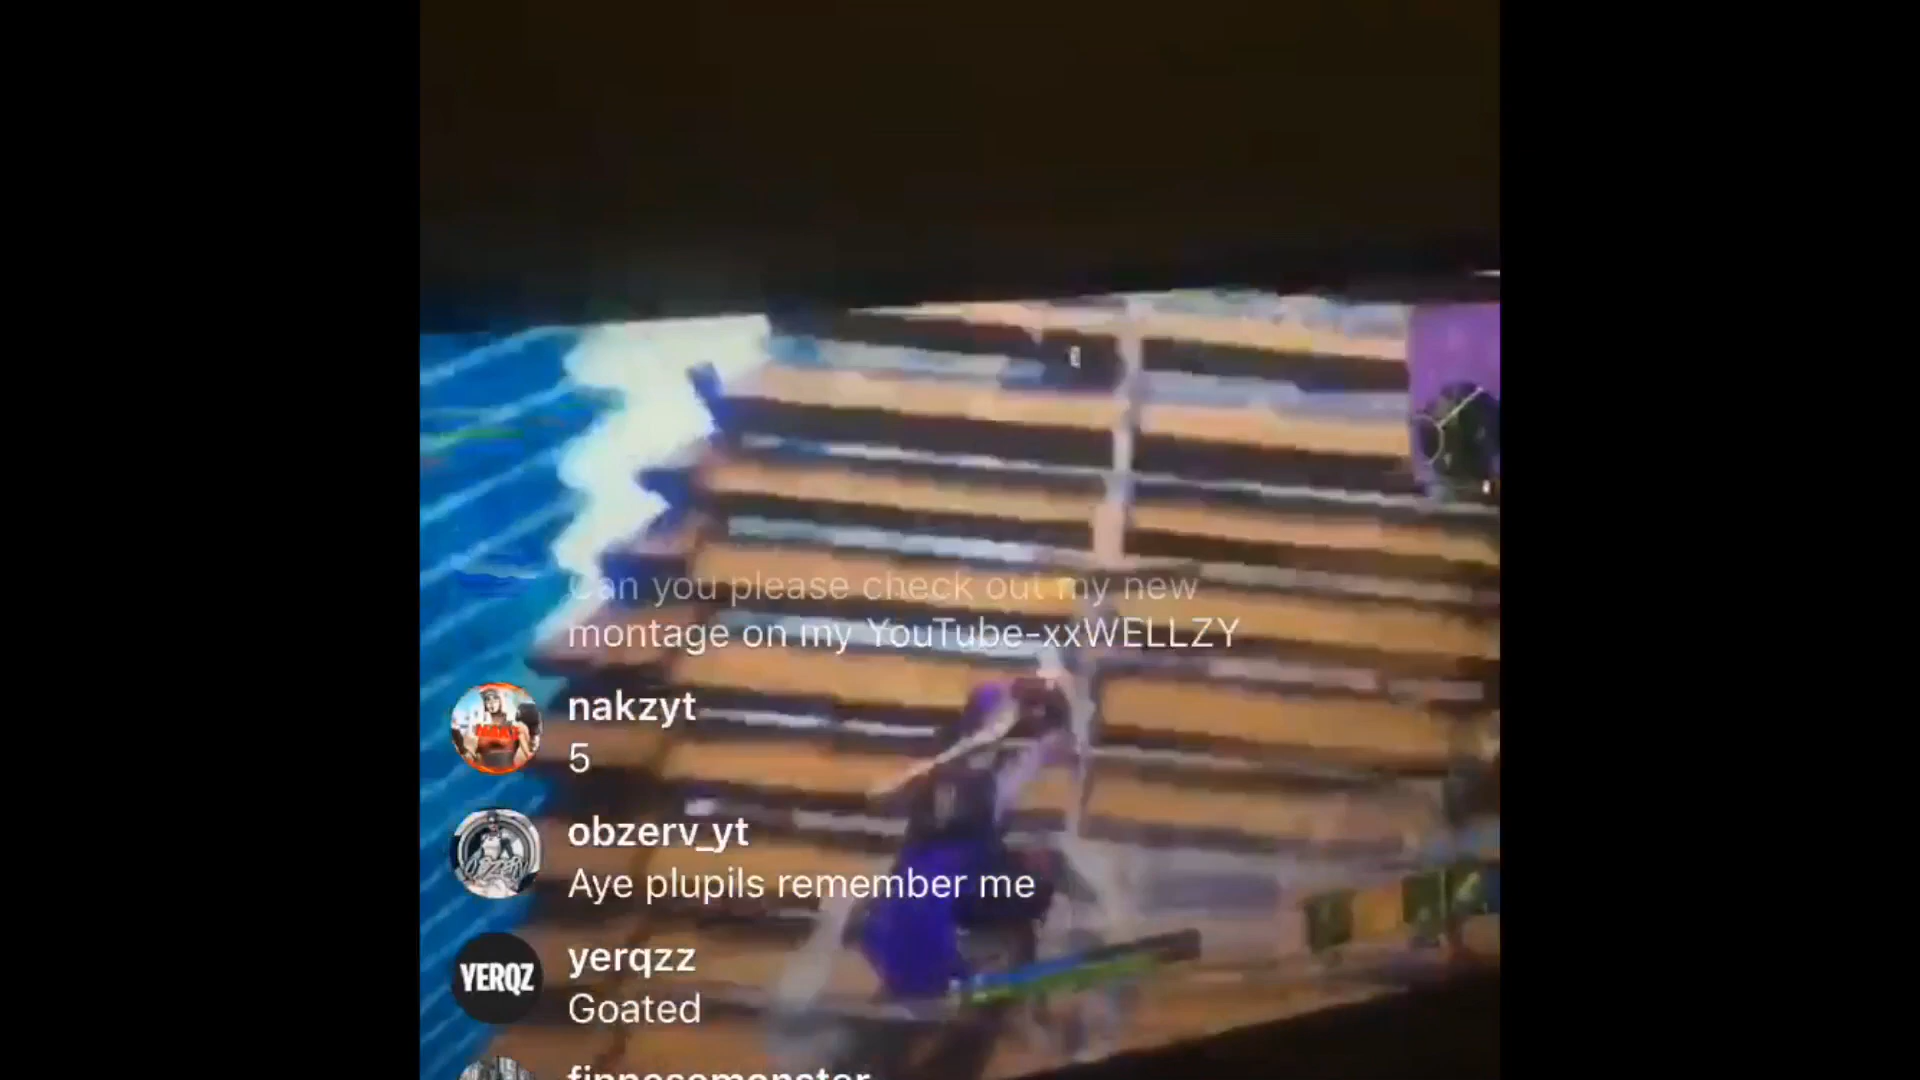 Can you please check out my new
montage on my YouTube-xxWELLZY
nakzyt
5
obzerv_yt
Aye plupils remember me
YERQZ
yerqzz
Goated